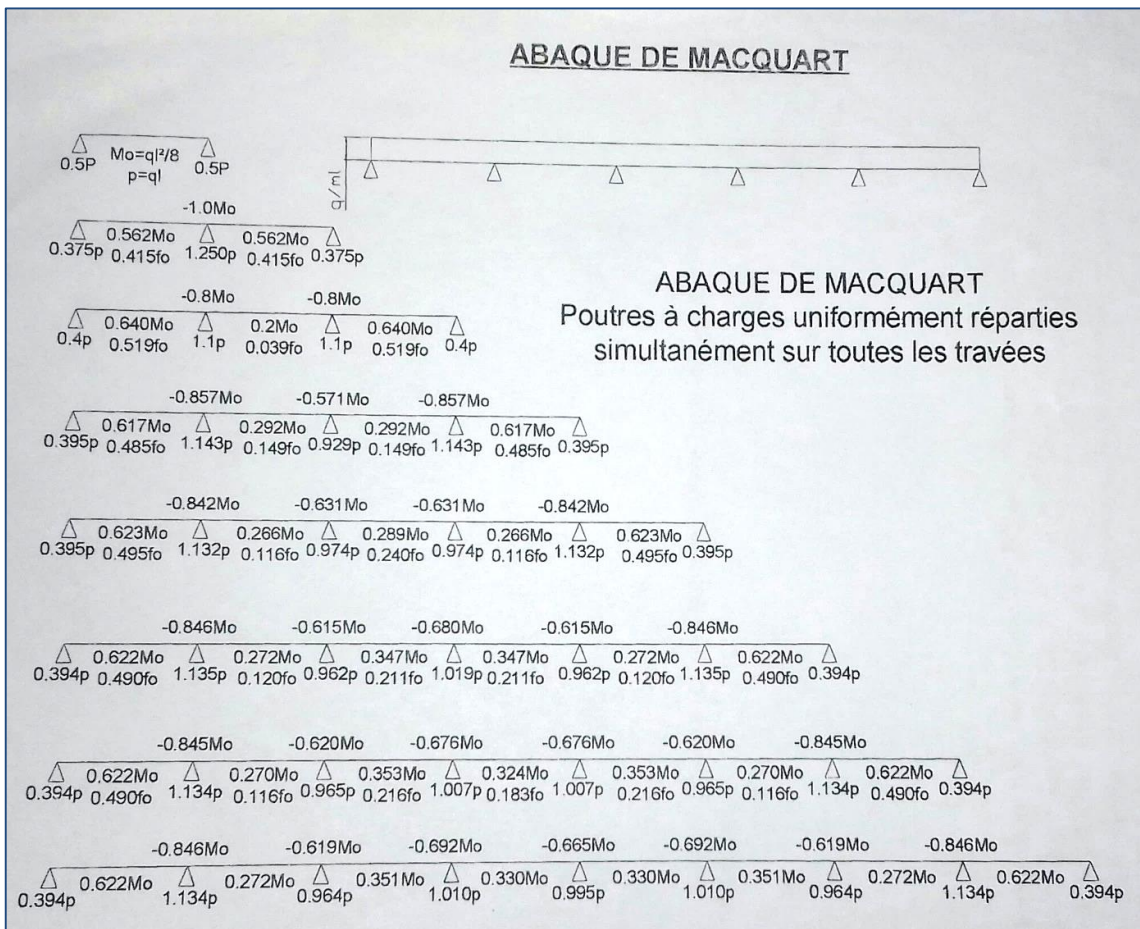 ABAQUE DE MACQUART
0.5P Mo=ql²/8 0.5P
p=ql
q/ml
-1.0Mo
0.562Mo 0.562Mo
0.375p 0.415fo 1.250p 0.415fo 0.375p
ABAQUE DE MACQUART
Poutres à charges uniformément réparties
simultanément sur toutes les travées
-0.8Mo -0.8Mo
0.640Mo 0.2Mo 0.640Mo
0.4p 0.519fo 1.1p 0.039fo 1.1p 0.519fo 0.4p
-0.857Mo -0.571Mo -0.857Mo
0.617Mo 0.292Mo 0.292Mo 0.617Mo
0.395p 0.485fo 1.143p 0.149fo 0.929p 0.149fo 1.143p 0.485fo 0.395p
-0.842Mo -0.631Mo -0.631Mo -0.842Mo
0.623Mo 0.266Mo 0.289Mo 0.266Mo 0.623Mo
0.395p 0.495fo 1.132p 0.116fo 0.974p 0.240fo 0.974p 0.116fo 1.132p 0.495fo 0.395p
-0.846Mo -0.615Mo -0.680Mo -0.615Mo -0.846Mo
0.622Mo 0.272Mo 0.347Mo 0.347Mo 0.272Mo 0.622Mo
0.394p 0.490fo 1.135p 0.120fo 0.962p 0.211fo 1.019p 0.211fo 0.962p 0.120fo 1.135p 0.490fo 0.394p
-0.845Mo -0.620Mo -0.676Mo -0.676Mo -0.620Mo -0.845Mo
0.622Mo 0.270Mo 0.353Mo 0.324Mo 0.353Mo 0.270Mo 0.622Mo
0.394p 0.490fo 1.134p 0.116fo 0.965p 0.216fo 1.007p 0.183fo 1.007p 0.216fo 0.965p 0.116fo 1.134p 0.490fo 0.394p
-0.846Mo -0.619Mo -0.692Mo -0.665Mo -0.692Mo -0.619Mo -0.846Mo
0.622Mo 0.272Mo 0.351Mo 0.330Mo 0.330Mo 0.351Mo 0.272Mo 0.622Mo
0.394p 1.134p 0.964p 1.010p 0.995p 1.010p 0.964p 1.134p 0.394p